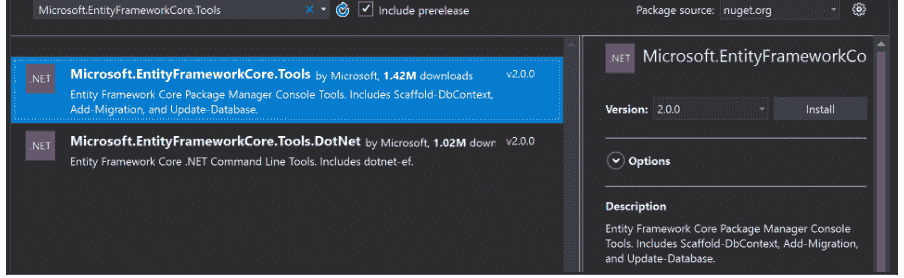 Microsoft.EntityFrameworkCore.Tools
Include prerelease
Package source: nuget.org
.NET
Microsoft.EntityFrameworkCore.Tools by Microsoft, 1.42M downloads v2.0.0
Entity Framework Core Package Manager Console Tools. Includes Scaffold-DbContext,
Add-Migration, and Update-Database.
.NET
Microsoft.EntityFrameworkCore.Tools.DotNet by Microsoft, 1.02M down v2.0.0
Entity Framework Core .NET Command Line Tools. Includes dotnet-ef.
.NET
Microsoft.EntityFrameworkCo
Version: 2.0.0
Install
Options
Description
Entity Framework Core Package Manager Console
Tools. Includes Scaffold-DbContext, Add-Migration,
and Update-Database.